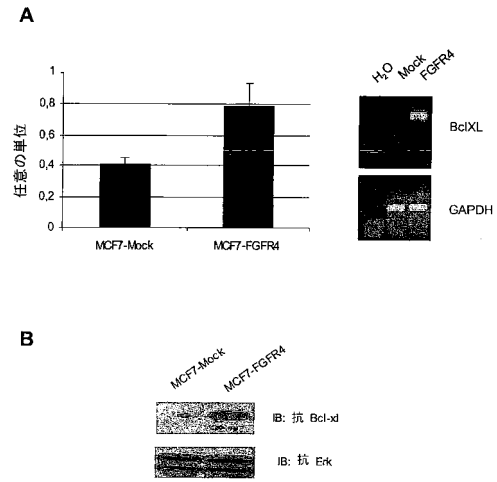 A
任意の単位
1
0,8
0,6
0,4
0,2
0
MCF7-Mock
MCF7-FGFR4
H₂O
Mock
FGFR4
BclXL
GAPDH
B
MCF7-Mock
MCF7-FGFR4
IB: 抗 Bcl-xl
IB: 抗 Erk